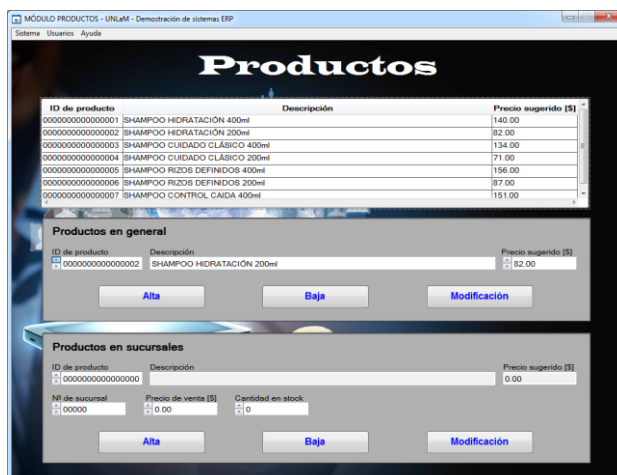 MÓDULO PRODUCTOS - UNLaM - Demostración de sistemas ERP
Sistema Usuarios Ayuda
Productos
ID de producto Descripción Precio sugerido [$]
0000000000000001 SHAMPOO HIDRATACIÓN 400ml 140.00
0000000000000002 SHAMPOO HIDRATACIÓN 200ml 82.00
0000000000000003 SHAMPOO CUIDADO CLÁSICO 400ml 134.00
0000000000000004 SHAMPOO CUIDADO CLÁSICO 200ml 71.00
0000000000000005 SHAMPOO RIZOS DEFINIDOS 400ml 156.00
0000000000000006 SHAMPOO RIZOS DEFINIDOS 200ml 87.00
0000000000000007 SHAMPOO CONTROL CAIDA 400ml 151.00
Productos en general
ID de producto Descripción Precio sugerido [$]
0000000000000002 SHAMPOO HIDRATACIÓN 200ml 82.00
Alta Baja Modificación
Productos en sucursales
ID de producto Descripción Precio sugerido [$]
0000000000000000 0.00
Nº de sucursal Precio de venta [$] Cantidad en stock
00000 0.00 0
Alta Baja Modificación